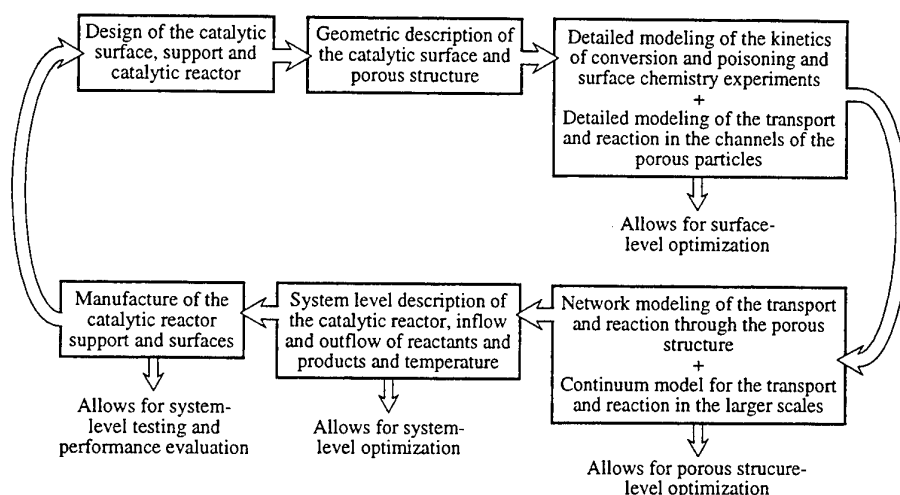 Design of the catalytic
surface, support and
catalytic reactor
Geometric description of
the catalytic surface and
porous structure
Detailed modeling of the kinetics
of conversion and poisoning and
surface chemistry experiments
+
Detailed modeling of the transport
and reaction in the channels of the
porous particles
Allows for surface-
level optimization
Network modeling of the transport
and reaction through the porous
structure
+
Continuum model for the transport
and reaction in the larger scales
Allows for porous strucure-
level optimization
System level description of
the catalytic reactor, inflow
and outflow of reactants and
products and temperature
Allows for system-
level optimization
Manufacture of the
catalytic reactor
support and surfaces
Allows for system-
level testing and
performance evaluation